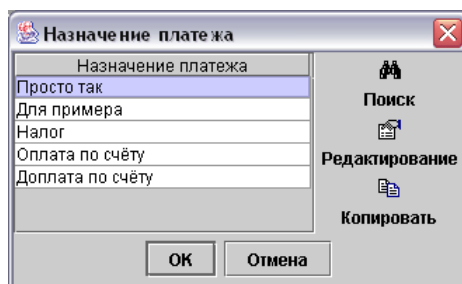 Назначение платежа
Назначение платежа
Просто так
Для примера
Налог
Оплата по счёту
Доплата по счёту
Поиск
Редактирование
Копировать
OK
Отмена